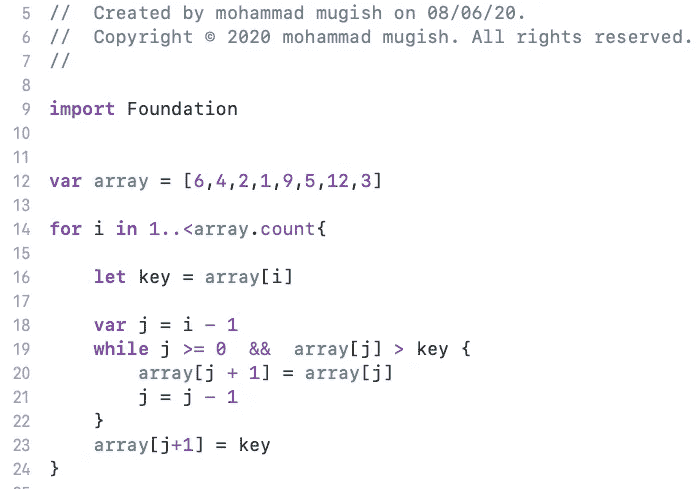 5 //  Created by mohammad mugish on 08/06/20.
6 //  Copyright © 2020 mohammad mugish. All rights reserved.
7 //
8
9 import Foundation
10
11
12 var array = [6,4,2,1,9,5,12,3]
13
14 for i in 1..<array.count{
15
16     let key = array[i]
17
18     var j = i - 1
19     while j >= 0  &&  array[j] > key {
20         array[j + 1] = array[j]
21         j = j - 1
22     }
23     array[j+1] = key
24 }